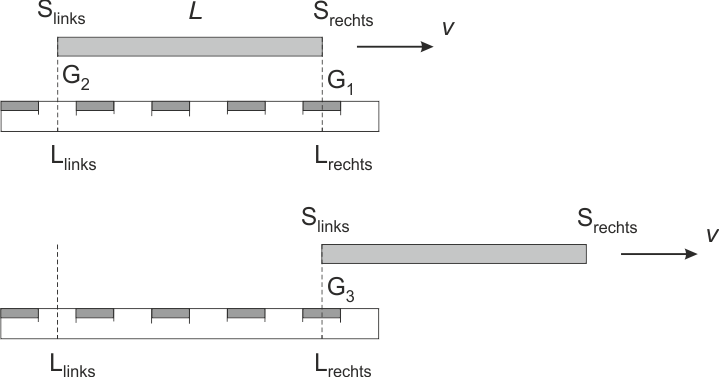 S_links L S_rechts v
G_2 G_1
L_links L_rechts
S_links S_rechts v
G_3
L_links L_rechts